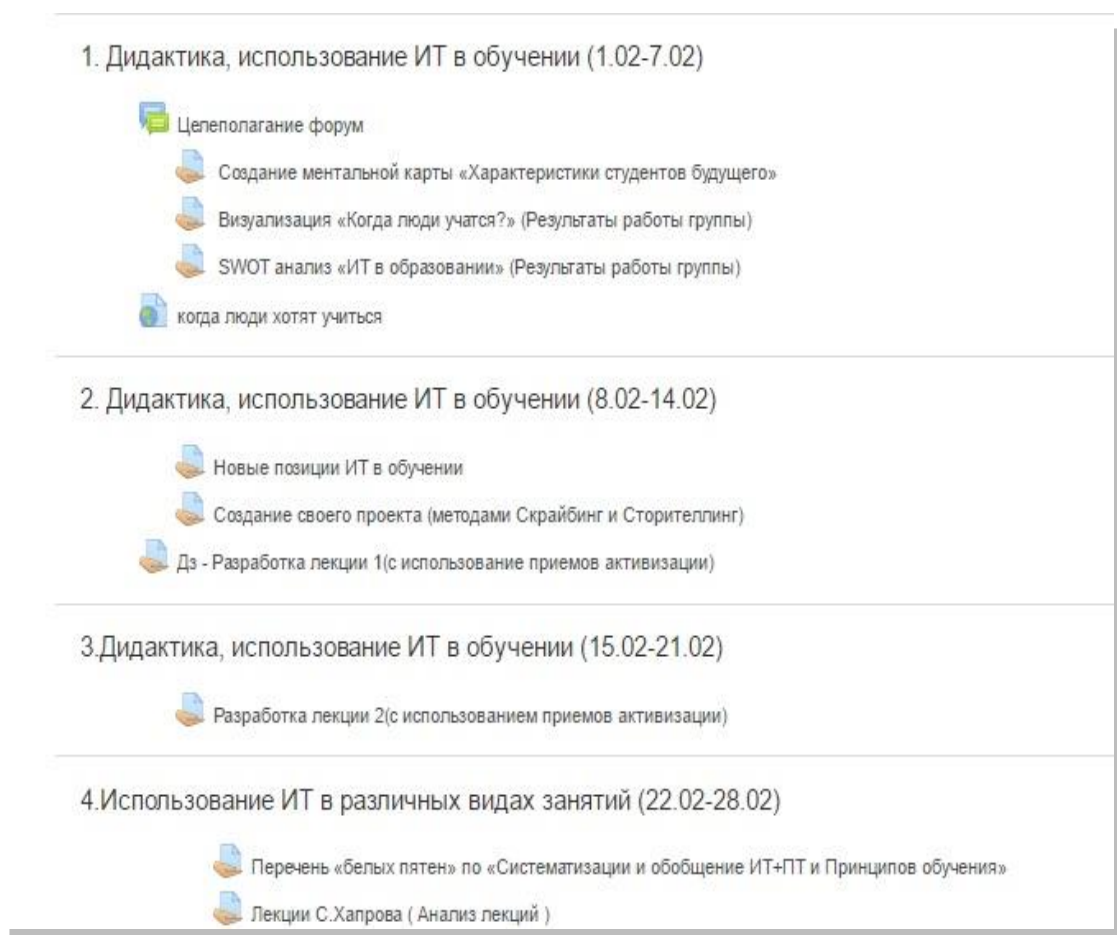 1. Дидактика, использование ИТ в обучении (1.02-7.02)
Целеполагание форум
Создание ментальной карты «Характеристики студентов будущего»
Визуализация «Когда люди учатся?» (Результаты работы группы)
SWOT анализ «ИТ в образовании» (Результаты работы группы)
когда люди хотят учиться
2. Дидактика, использование ИТ в обучении (8.02-14.02)
Новые позиции ИТ в обучении
Создание своего проекта (методами Скрайбинг и Сторителлинг)
Дз - Разработка лекции 1(с использование приемов активизации)
3.Дидактика, использование ИТ в обучении (15.02-21.02)
Разработка лекции 2(с использованием приемов активизации)
4.Использование ИТ в различных видах занятий (22.02-28.02)
Перечень «белых пятен» по «Систематизации и обобщение ИТ+ПТ и Принципов обучения»
Лекции С.Хапрова ( Анализ лекций )